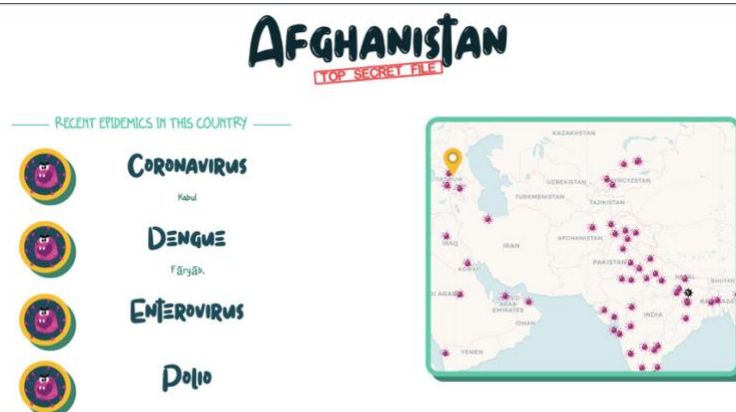 AFGHANISTAN
TOP SECRET FILE
RECENT EPIDEMICS IN THIS COUNTRY
CORONAVIRUS
Kabul
DENGUE
Fāryāb,
ENTEROVIRUS
POLIO
KAZAKHSTAN
UZBEKISTAN
KYRGYZSTAN
TURKMENISTAN
TAJIKISTAN
IRAQ
IRAN
AFGHANISTAN
PAKISTAN
NEPAL
BHUTAN
EMIRATES
OMAN
INDIA
YEMEN